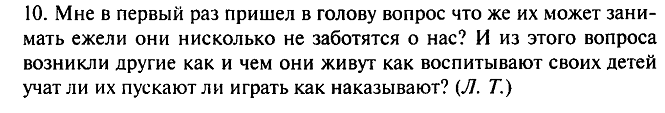 10. Мне в первый раз пришел в голову вопрос что же их может зани-
мать ежели они нисколько не заботятся о нас? И из этого вопроса
возникли другие как и чем они живут как воспитывают своих детей
учат ли их пускают ли играть как наказывают? (Л. Т.)